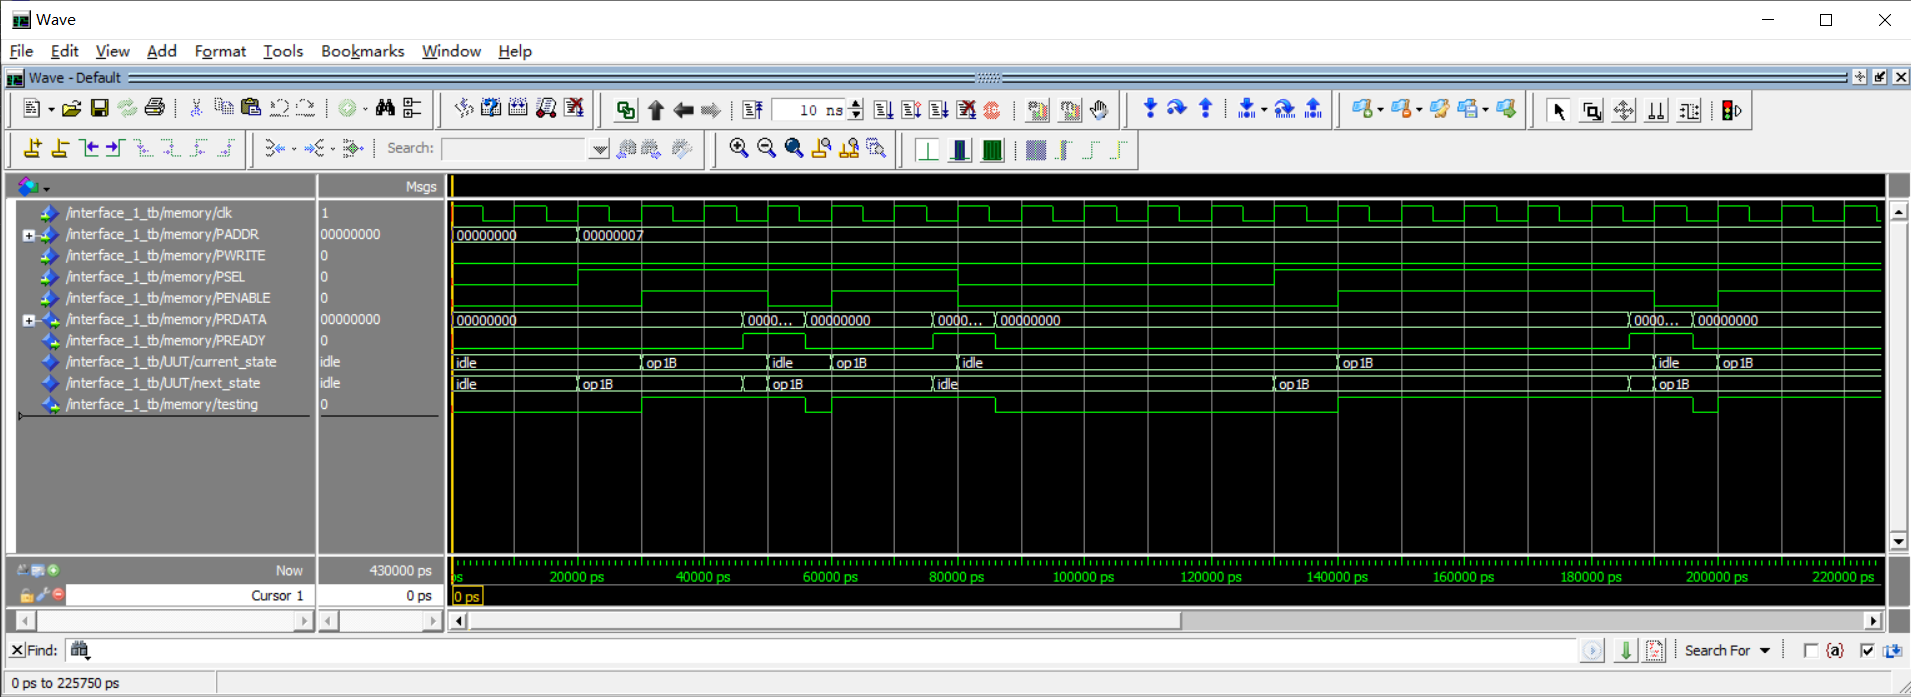 Wave
File Edit View Add Format Tools Bookmarks Window Help
Wave - Default
10 ns
Search:
Msgs
/interface_1_tb/memory/clk 1
/interface_1_tb/memory/PADDR 00000000 00000000 00000007
/interface_1_tb/memory/PWRITE 0
/interface_1_tb/memory/PSEL 0
/interface_1_tb/memory/PENABLE 0
/interface_1_tb/memory/PRDATA 00000000 00000000 0000... 00000000 0000... 00000000 0000... 00000000
/interface_1_tb/memory/PREADY 0
/interface_1_tb/UUT/current_state idle idle op1B idle op1B idle op1B idle op1B
/interface_1_tb/UUT/next_state idle idle op1B op1B idle op1B op1B
/interface_1_tb/memory/testing 0
Now 430000 ps ps 20000 ps 40000 ps 60000 ps 80000 ps 100000 ps 120000 ps 140000 ps 160000 ps 180000 ps 200000 ps 220000 ps
Cursor 1 0 ps 0 ps
Find: Search For {a}
0 ps to 225750 ps